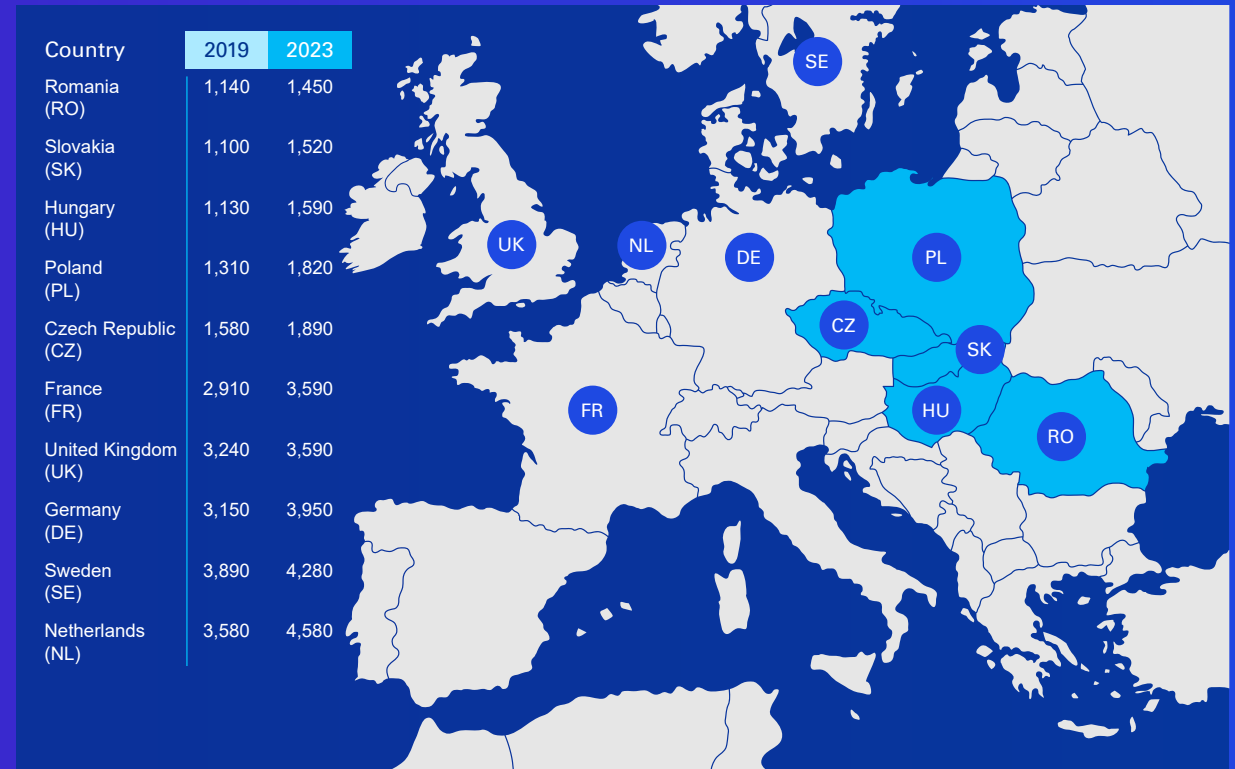 Country 2019 2023
Romania 1,140 1,450
(RO)
Slovakia 1,100 1,520
(SK)
Hungary 1,130 1,590
(HU)
Poland 1,310 1,820
(PL)
Czech Republic 1,580 1,890
(CZ)
France 2,910 3,590
(FR)
United Kingdom 3,240 3,590
(UK)
Germany 3,150 3,950
(DE)
Sweden 3,890 4,280
(SE)
Netherlands 3,580 4,580
(NL)
SE
UK
NL
DE
PL
CZ
SK
FR
HU
RO